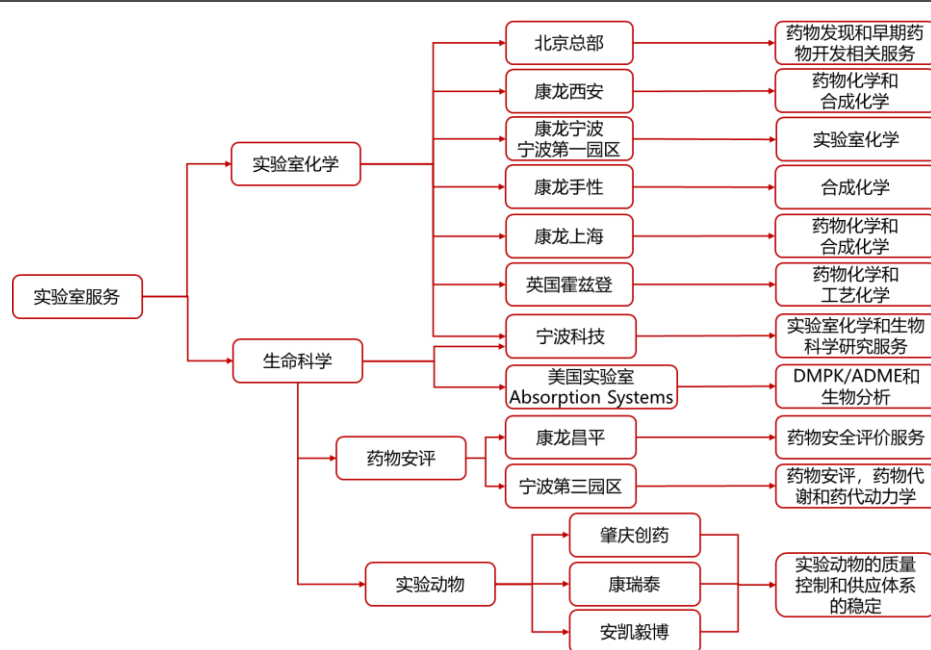 北京总部
药物发现和早期药
物开发相关服务
康龙西安
药物化学和
合成化学
康龙宁波
宁波第一园区
实验室化学
实验室化学
康龙手性
合成化学
康龙上海
药物化学和
合成化学
实验室服务
英国霍兹登
药物化学和
工艺化学
宁波科技
实验室化学和生物
科学研究服务
生命科学
美国实验室
Absorption Systems
DMPK/ADME和
生物分析
药物安评
康龙昌平
药物安全评价服务
宁波第三园区
药物安评，药物代
谢和药代动力学
肇庆创药
实验动物
康瑞泰
实验动物的质量
控制和供应体系
的稳定
安凯毅博